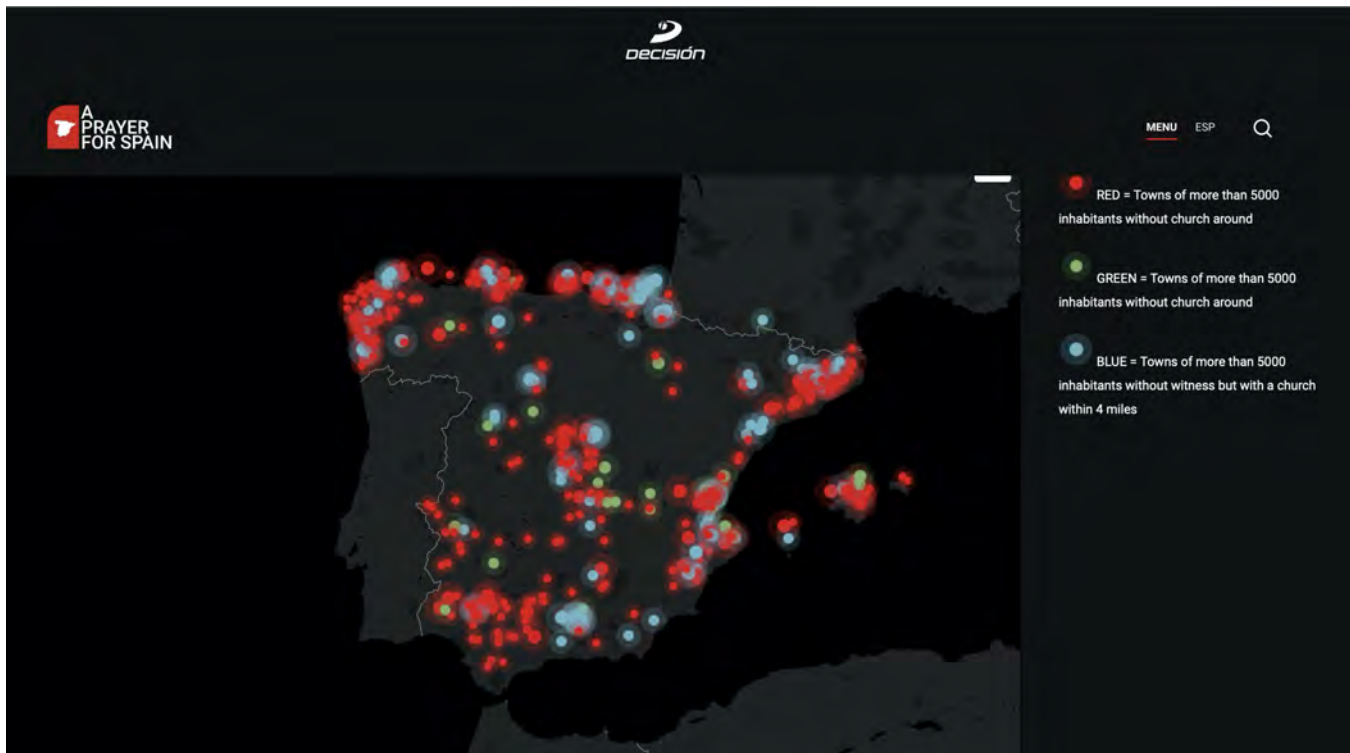 DECISIÓN
A
PRAYER
FOR SPAIN
MENU ESP
RED = Towns of more than 5000
inhabitants without church around
GREEN = Towns of more than 5000
inhabitants without church around
BLUE = Towns of more than 5000
inhabitants without witness but with a church
within 4 miles